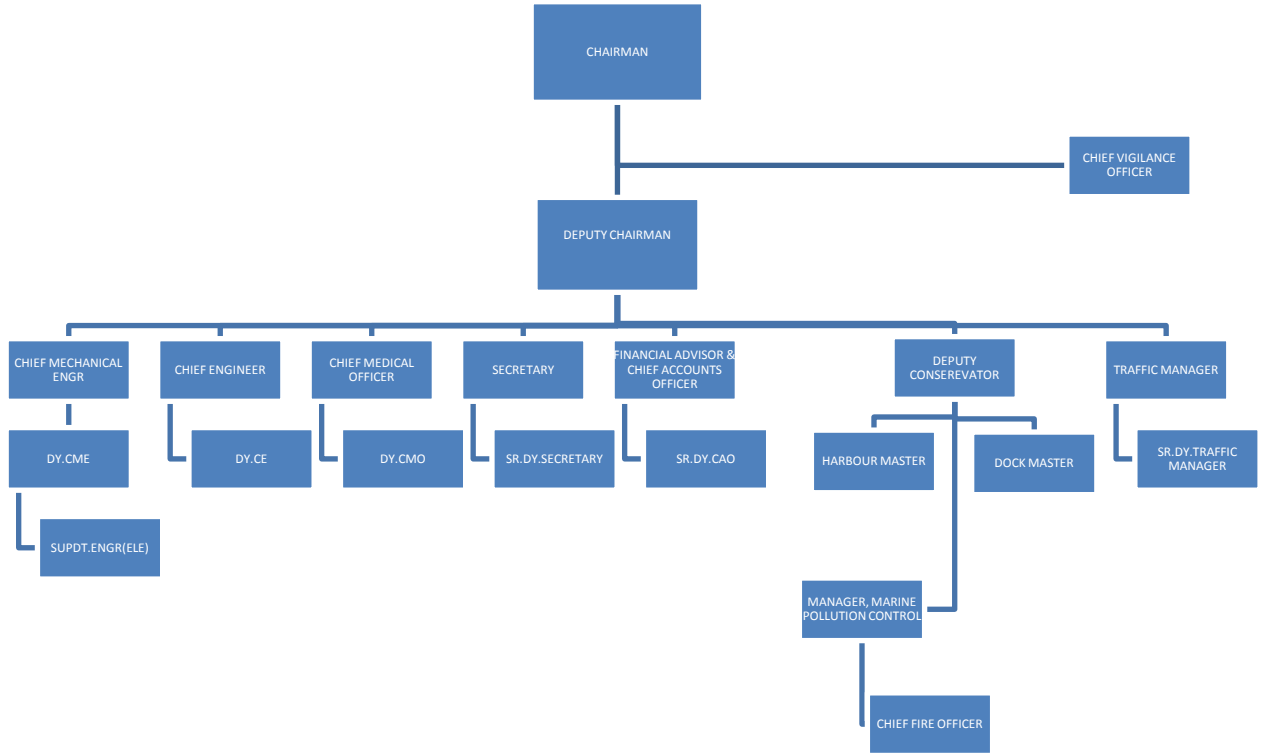 CHAIRMAN
CHIEF VIGILANCE
OFFICER
DEPUTY CHAIRMAN
CHIEF MECHANICAL
ENGR
CHIEF ENGINEER
CHIEF MEDICAL
OFFICER
SECRETARY
FINANCIAL ADVISOR &
CHIEF ACCOUNTS
OFFICER
DEPUTY
CONSEREVATOR
TRAFFIC MANAGER
DY.CME
DY.CE
DY.CMO
SR.DY.SECRETARY
SR.DY.CAO
HARBOUR MASTER
DOCK MASTER
SR.DY.TRAFFIC
MANAGER
SUPDT.ENGR(ELE)
MANAGER, MARINE
POLLUTION CONTROL
CHIEF FIRE OFFICER